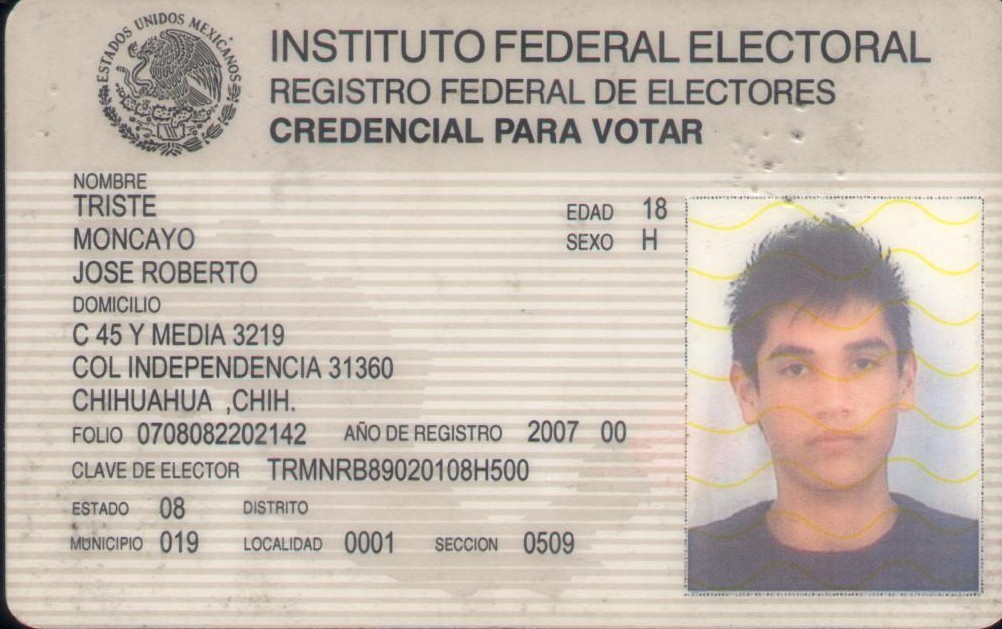 ESTADOS UNIDOS MEXICANOS
INSTITUTO FEDERAL ELECTORAL
REGISTRO FEDERAL DE ELECTORES
CREDENCIAL PARA VOTAR
NOMBRE
TRISTE
MONCAYO
JOSE ROBERTO
EDAD 18
SEXO H
DOMICILIO
C 45 Y MEDIA 3219
COL INDEPENDENCIA 31360
CHIHUAHUA ,CHIH.
FOLIO 0708082202142 AÑO DE REGISTRO 2007 00
CLAVE DE ELECTOR TRMNRB89020108H500
ESTADO 08 DISTRITO
MUNICIPIO 019 LOCALIDAD 0001 SECCION 0509